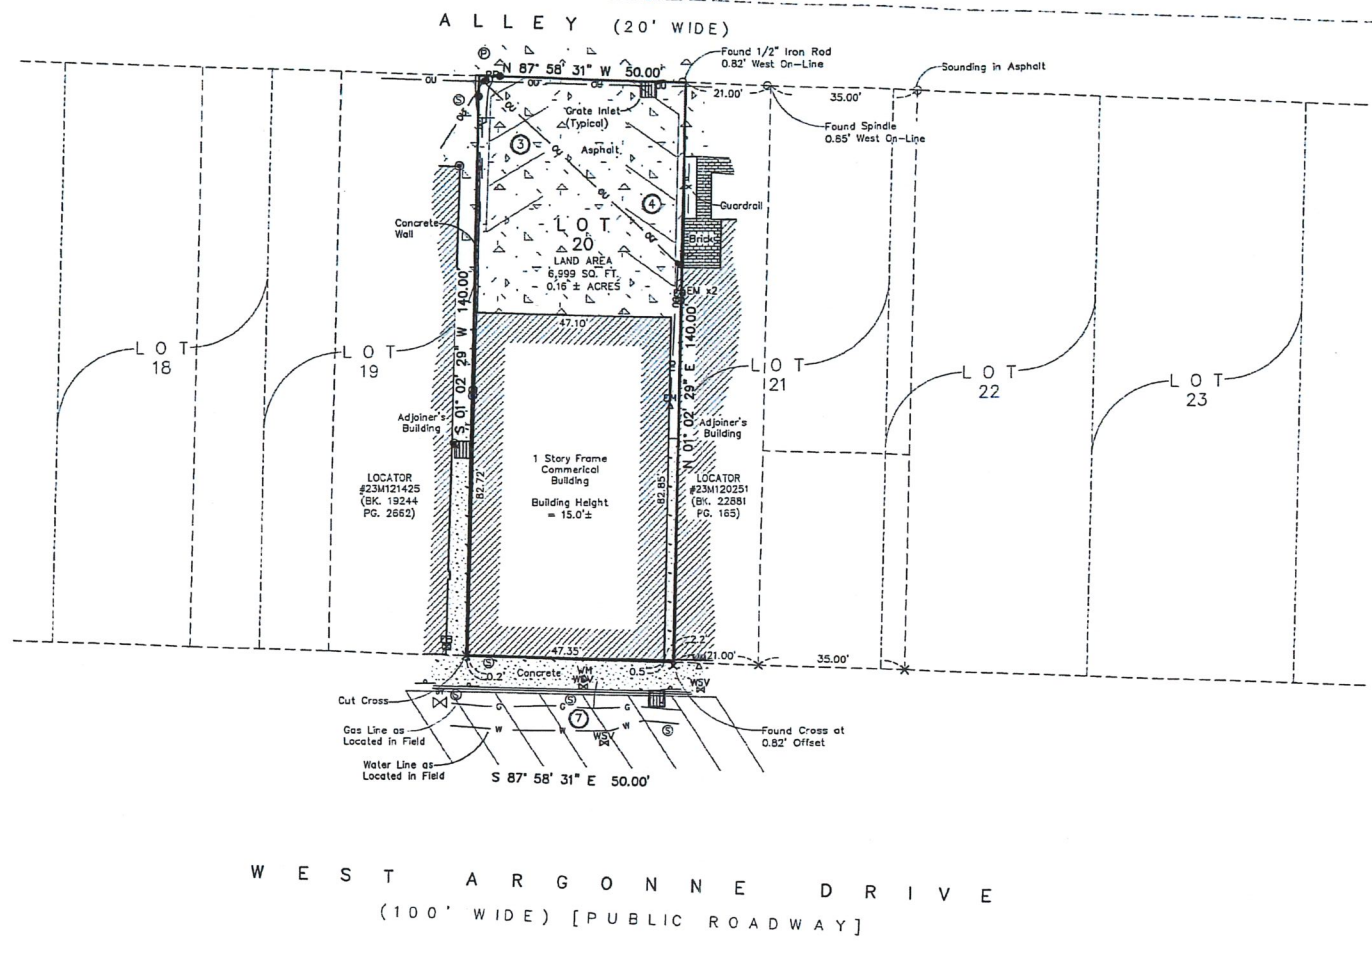 ALLEY (20' WIDE)
N 87° 58' 31" W 50.00'
Found 1/2" Iron Rod
0.82' West On-Line
Sounding in Asphalt
21.00'
35.00'
Found Spindle
0.65' West On-Line
Grate Inlet
(Typical)
Asphalt
3
4
Guardrail
Brick
Concrete
Wall
LOT
20
LAND AREA
6,999 SQ. FT.
0.16 ± ACRES
EM x2
47.10'
S 01° 02' 29" W 140.00'
N 01° 02' 29" E 140.00'
LOT
18
LOT
19
LOT
21
LOT
22
LOT
23
Adjoiner's
Building
Adjoiner's
Building
1 Story Frame
Commerical
Building
Building Height
= 15.0'±
82.72'
82.85'
LOCATOR
#23M121425
(BK. 19244
PG. 2662)
LOCATOR
#23M120251
(BK. 22881
PG. 165)
47.35'
2.2'
21.00'
35.00'
0.2'
Concrete
WM
WSV
0.5'
WSV
Cut Cross
G G G
7
W W W
WSV
Gas Line as
Located in Field
Water Line as
Located in Field
Found Cross at
0.82' Offset
S 87° 58' 31" E 50.00'
WEST ARGONNE DRIVE
(100' WIDE) [PUBLIC ROADWAY]